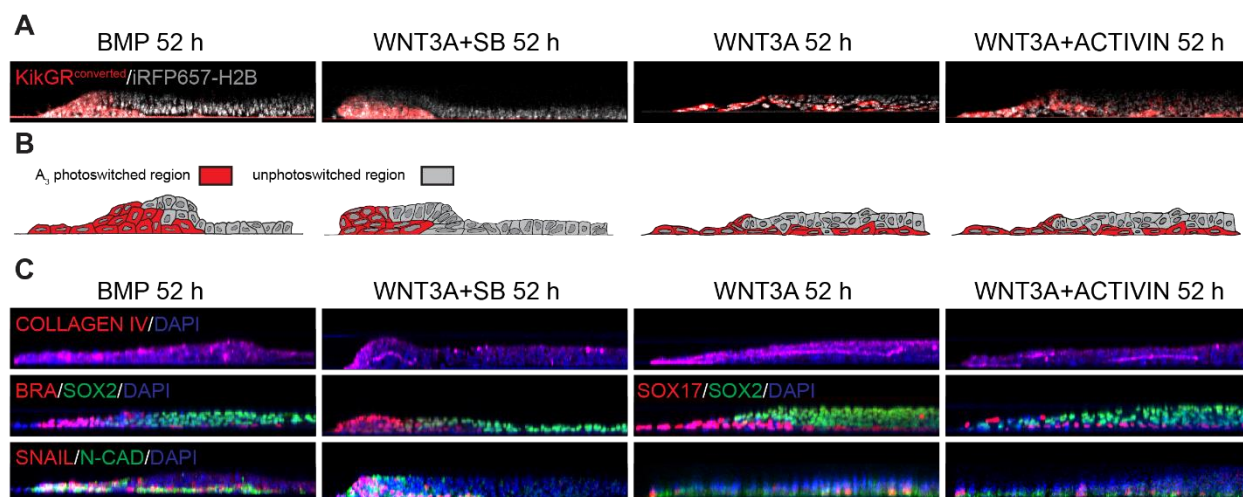 A
BMP 52 h
WNT3A+SB 52 h
WNT3A 52 h
WNT3A+ACTIVIN 52 h
KikGRconverted/iRFP657-H2B
B
A3 photoswitched region
unphotoswitched region
C
BMP 52 h
WNT3A+SB 52 h
WNT3A 52 h
WNT3A+ACTIVIN 52 h
COLLAGEN IV/DAPI
BRA/SOX2/DAPI
SOX17/SOX2/DAPI
SNAIL/N-CAD/DAPI